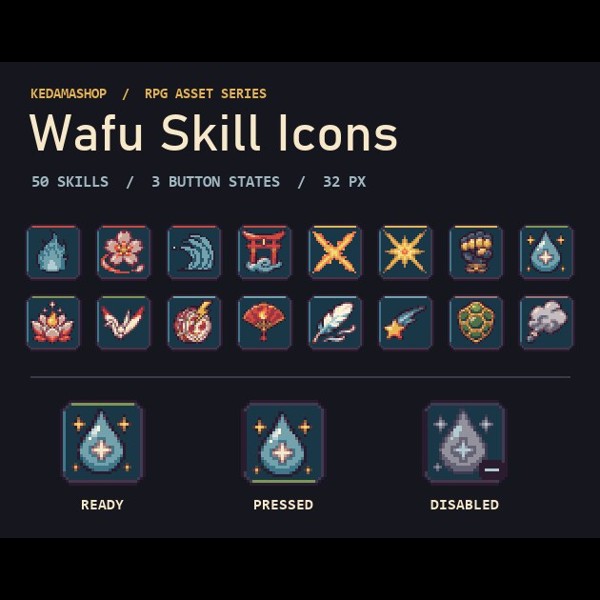 KEDAMASHOP / RPG ASSET SERIES
Wafu Skill Icons
50 SKILLS / 3 BUTTON STATES / 32 PX
READY PRESSED DISABLED